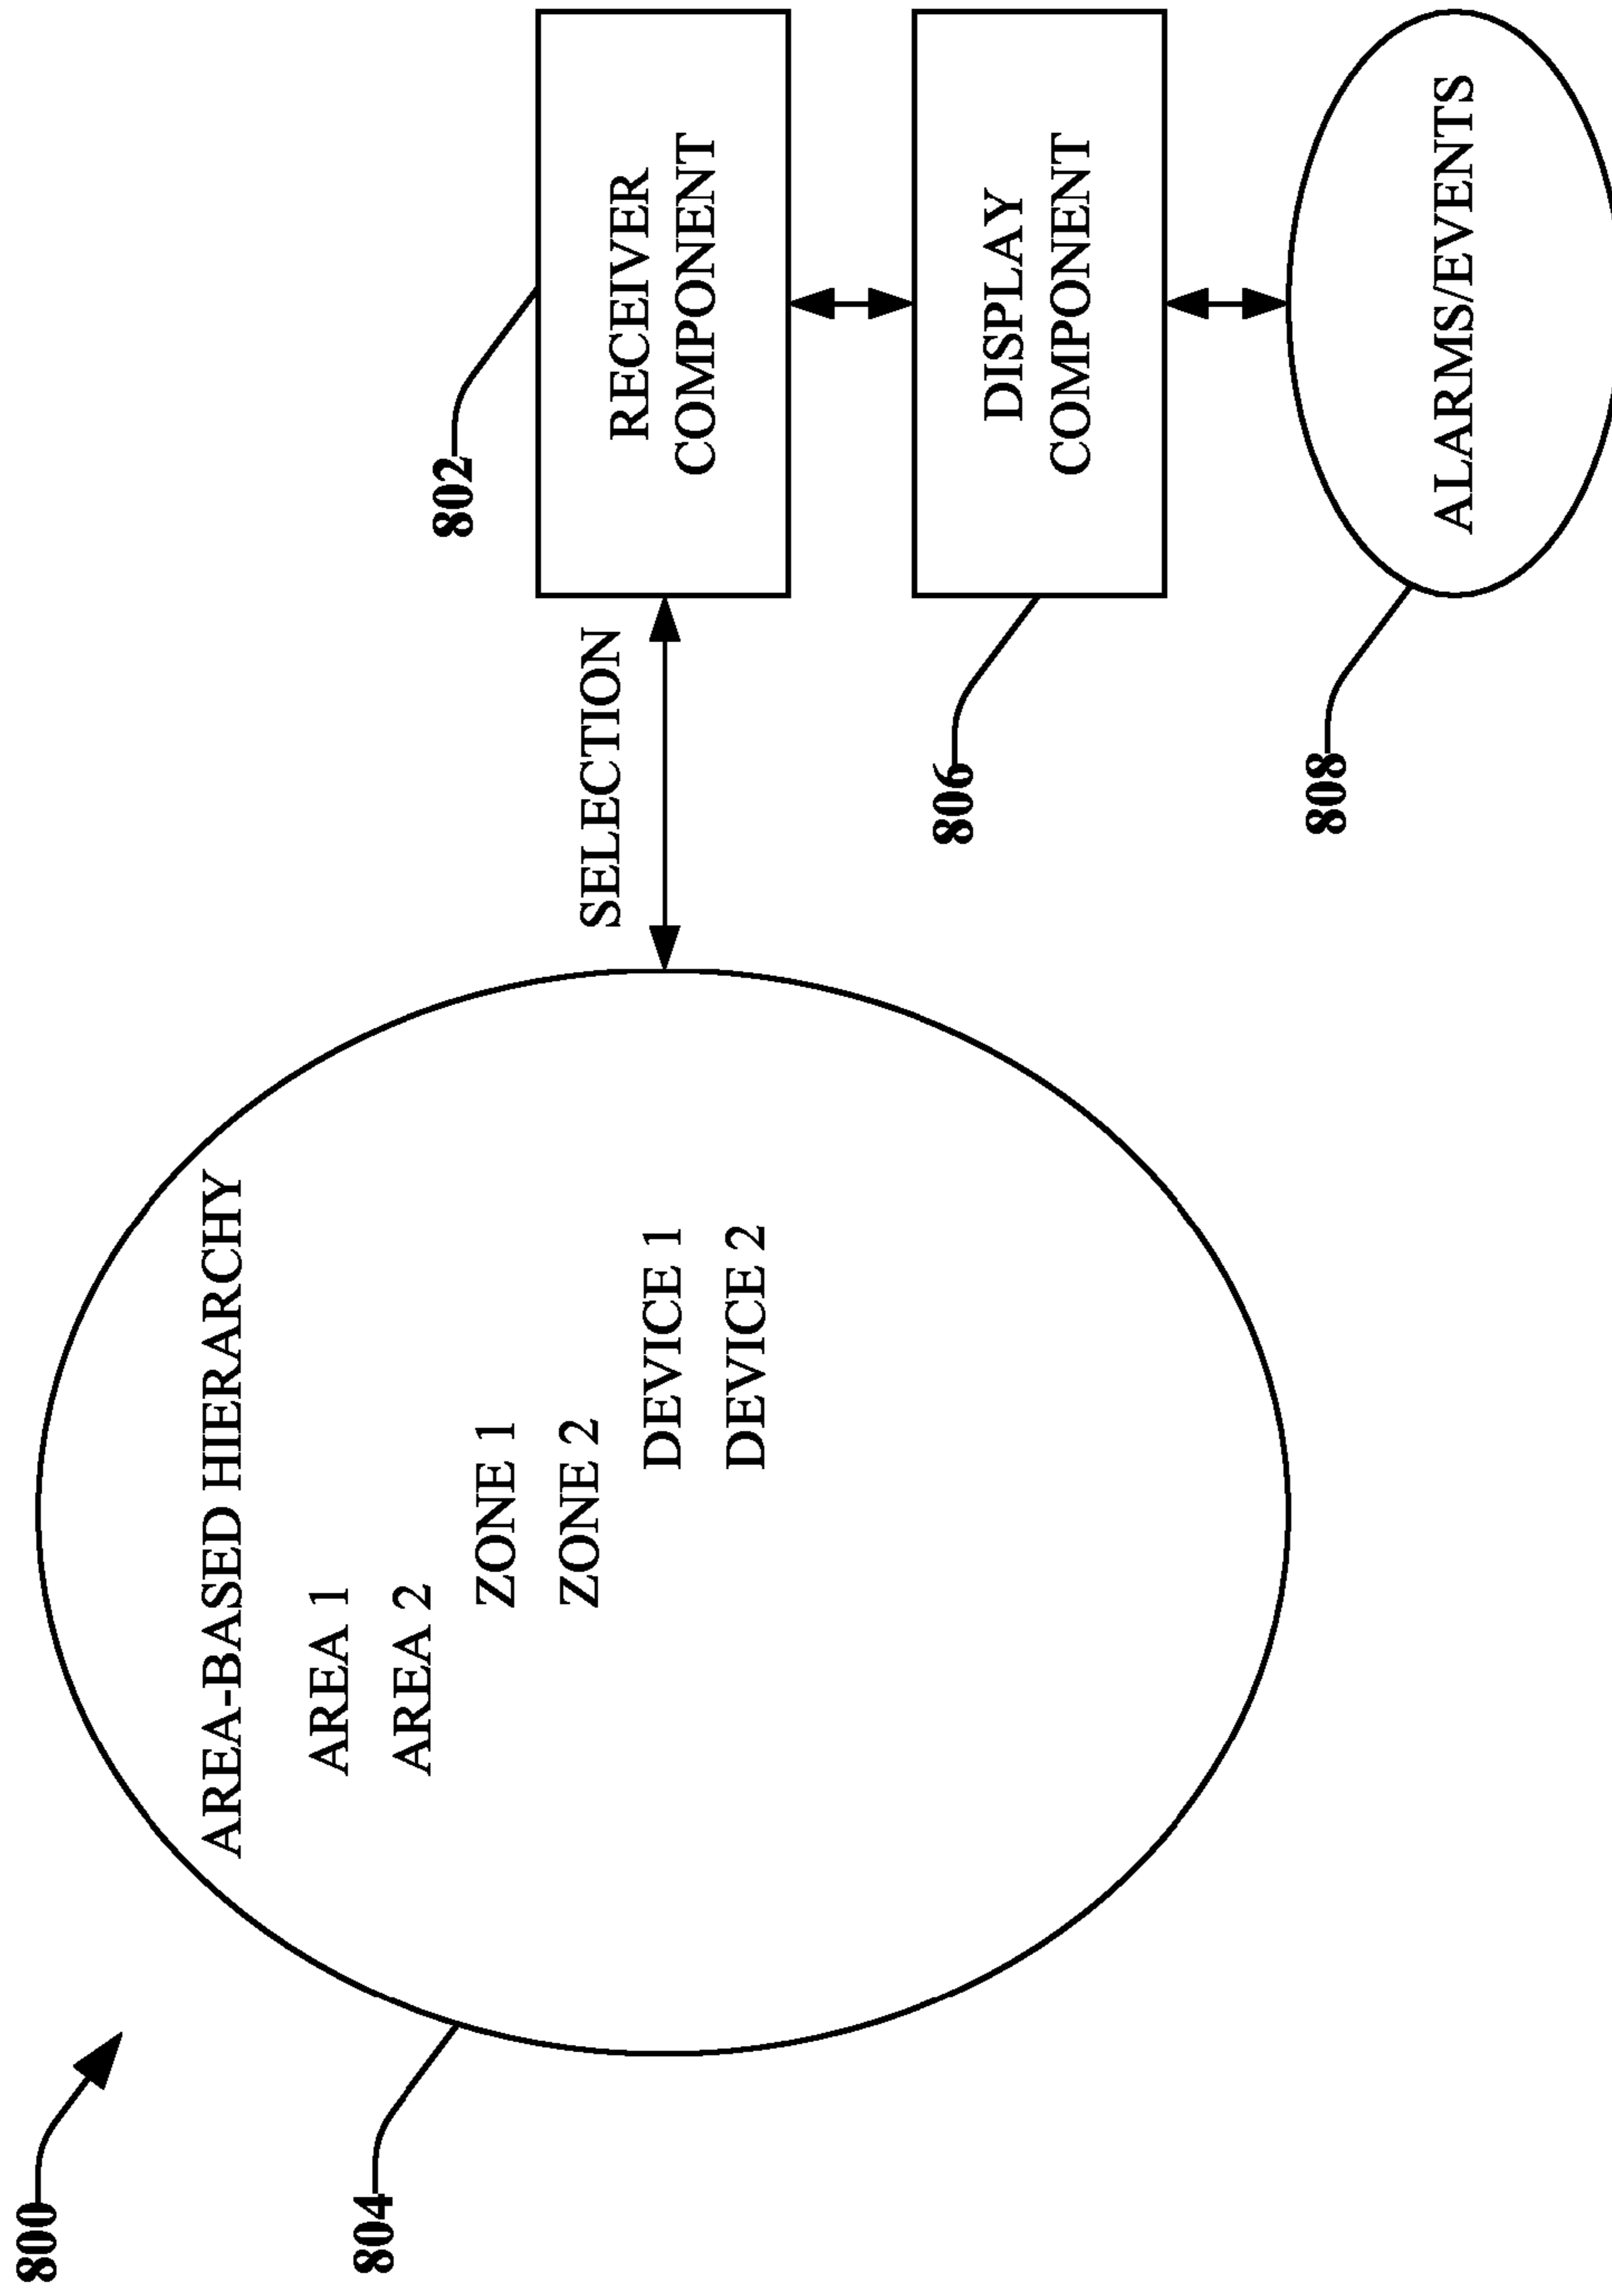 800
804
AREA-BASED HIERARCHY
AREA 1
AREA 2
ZONE 1
ZONE 2
DEVICE 1
DEVICE 2
SELECTION
802
RECEIVER
COMPONENT
806
DISPLAY
COMPONENT
808
ALARMS/EVENTS